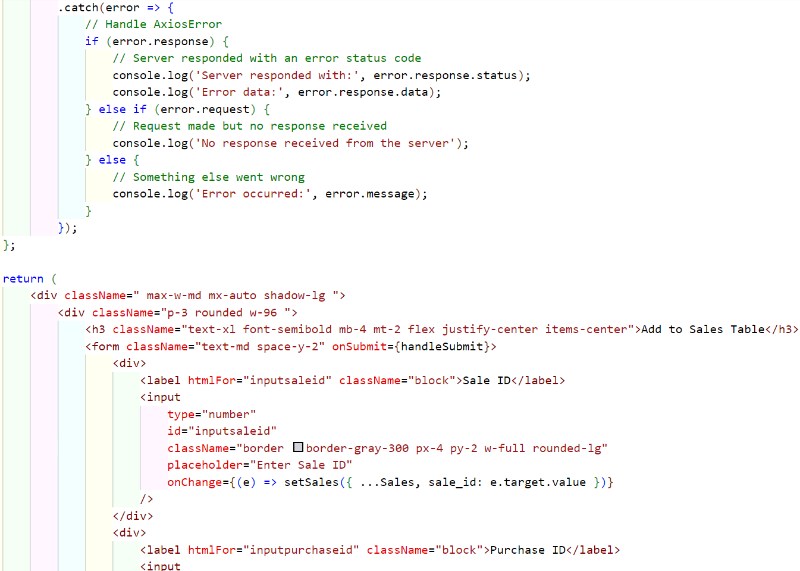 .catch(error => {
// Handle AxiosError
if (error.response) {
// Server responded with an error status code
console.log('Server responded with:', error.response.status);
console.log('Error data:', error.response.data);
} else if (error.request) {
// Request made but no response received
console.log('No response received from the server');
} else {
// Something else went wrong
console.log('Error occurred:', error.message);
}
});
};
return (
<div className=" max-w-md mx-auto shadow-lg ">
<div className="p-3 rounded w-96 ">
<h3 className="text-xl font-semibold mb-4 mt-2 flex justify-center items-center">Add to Sales Table</h3>
<form className="text-md space-y-2" onSubmit={handleSubmit}>
<div>
<label htmlFor="inputsaleid" className="block">Sale ID</label>
<input
type="number"
id="inputsaleid"
className="border border-gray-300 px-4 py-2 w-full rounded-lg"
placeholder="Enter Sale ID"
onChange={(e) => setSales({ ...Sales, sale_id: e.target.value })}
/>
</div>
<div>
<label htmlFor="inputpurchaseid" className="block">Purchase ID</label>
<input